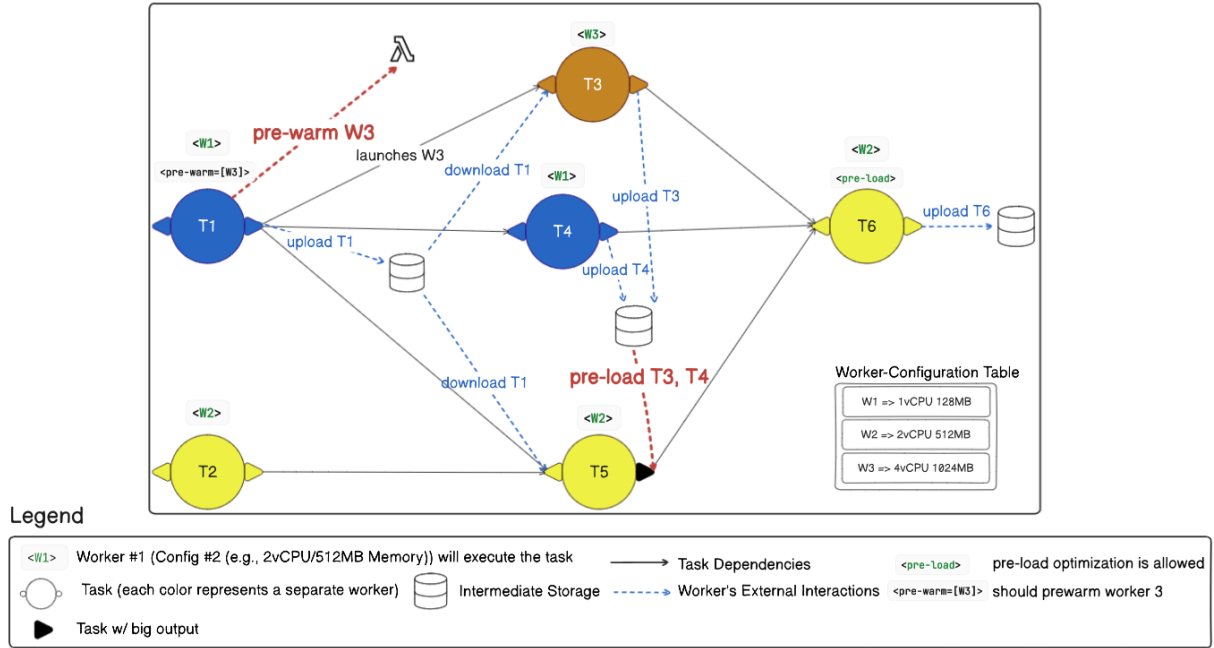 <W3>
T3
pre-warm W3
<W1>
launches W3
<W2>
<pre-warm=[W3]>
download T1
<W1>
<pre-load>
upload T3
T1
T4
T6
upload T6
upload T1
upload T4
pre-load T3, T4
Worker-Configuration Table
download T1
W1 => 1vCPU 128MB
<W2>
<W2>
W2 => 2vCPU 512MB
T2
T5
W3 => 4vCPU 1024MB
Legend
<W1> Worker #1 (Config #2 (e.g., 2vCPU/512MB Memory)) will execute the task
Task Dependencies
<pre-load> pre-load optimization is allowed
Task (each color represents a separate worker)
Intermediate Storage
Worker's External Interactions
<pre-warm=[W3]> should prewarm worker 3
Task w/ big output